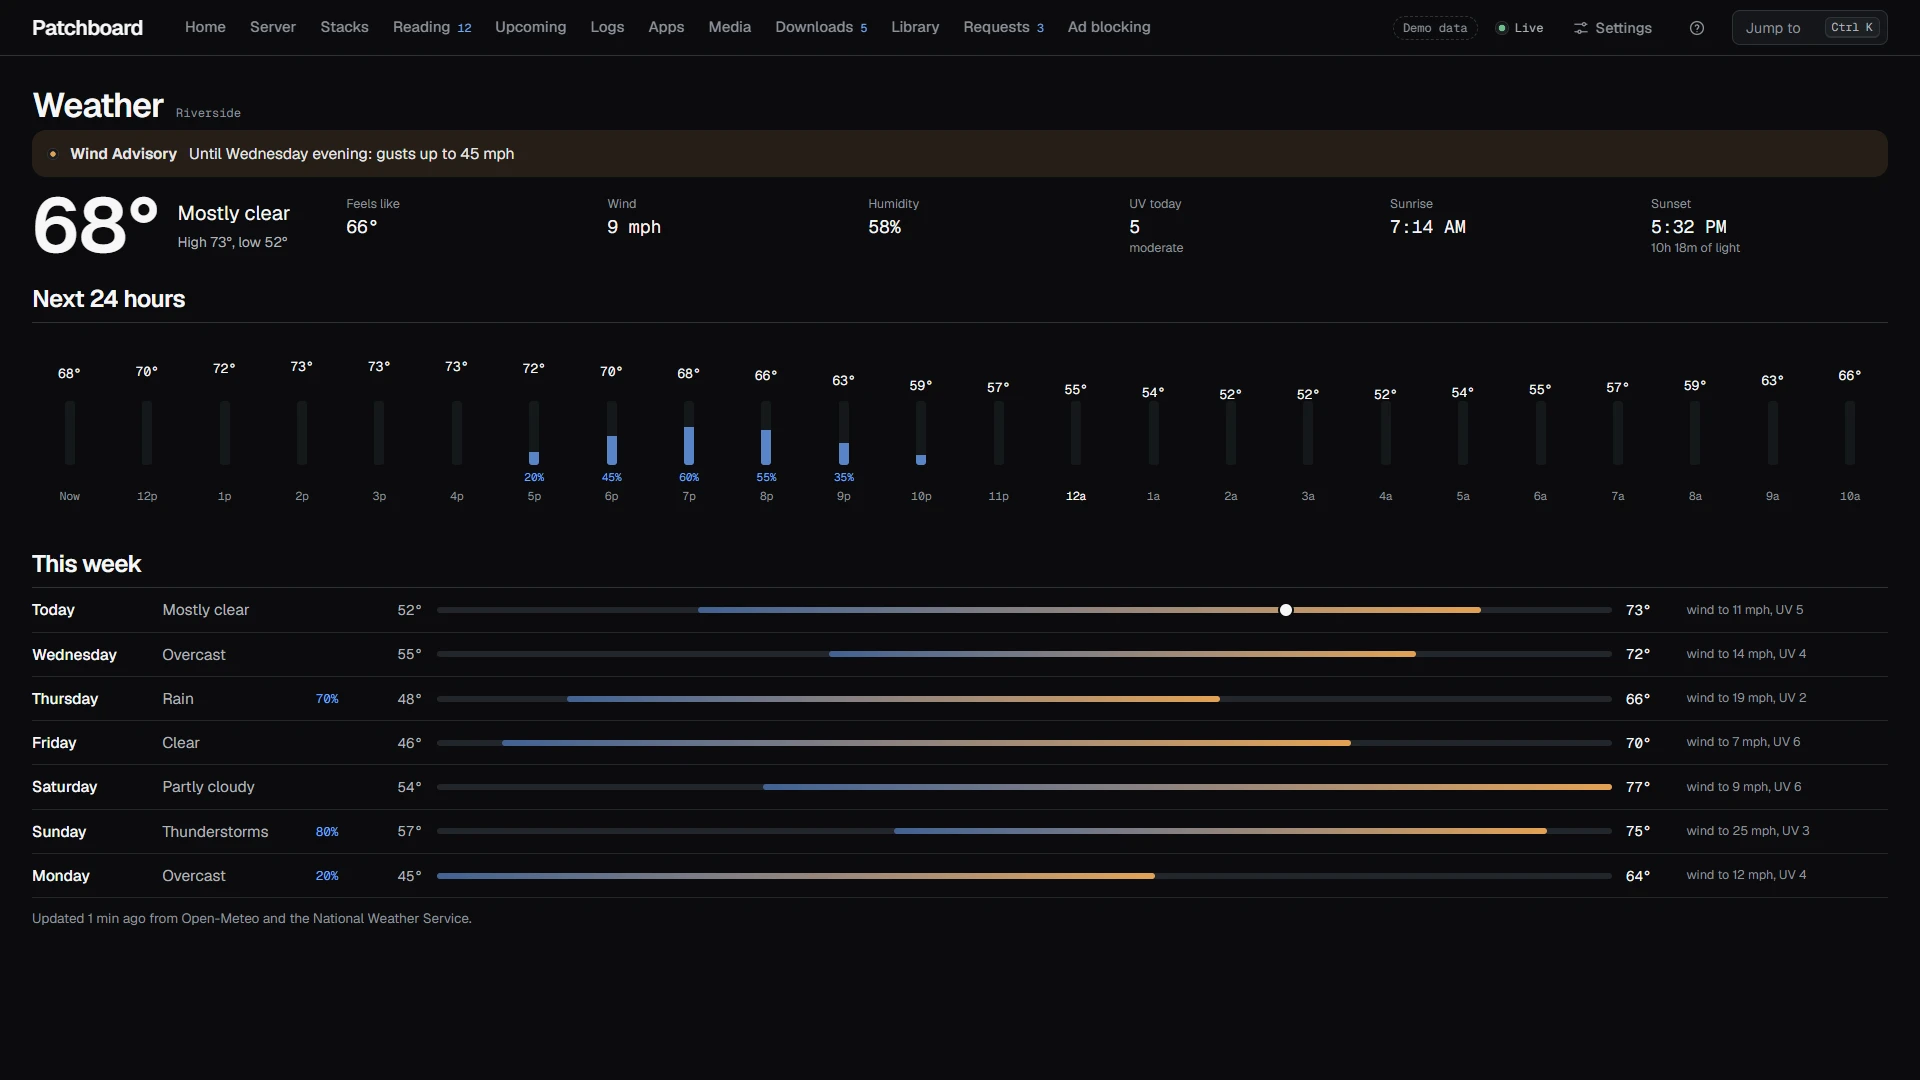 Patchboard Home Server Stacks Reading 12 Upcoming Logs Apps Media Downloads 5 Library Requests 3 Ad blocking Demo data Live Settings Jump to Ctrl K
Weather Riverside
Wind Advisory Until Wednesday evening: gusts up to 45 mph
68° Mostly clear
High 73°, low 52°
Feels like
66°
Wind
9 mph
Humidity
58%
UV today
5
moderate
Sunrise
7:14 AM
Sunset
5:32 PM
10h 18m of light
Next 24 hours
68° 70° 72° 73° 73° 73° 72° 70° 68° 66° 63° 59° 57° 55° 54° 52° 52° 52° 54° 55° 57° 59° 63° 66°
20% 45% 60% 55% 35%
Now 12p 1p 2p 3p 4p 5p 6p 7p 8p 9p 10p 11p 12a 1a 2a 3a 4a 5a 6a 7a 8a 9a 10a
This week
Today Mostly clear 52° 73° wind to 11 mph, UV 5
Wednesday Overcast 55° 72° wind to 14 mph, UV 4
Thursday Rain 70% 48° 66° wind to 19 mph, UV 2
Friday Clear 46° 70° wind to 7 mph, UV 6
Saturday Partly cloudy 54° 77° wind to 9 mph, UV 6
Sunday Thunderstorms 80% 57° 75° wind to 25 mph, UV 3
Monday Overcast 20% 45° 64° wind to 12 mph, UV 4
Updated 1 min ago from Open-Meteo and the National Weather Service.